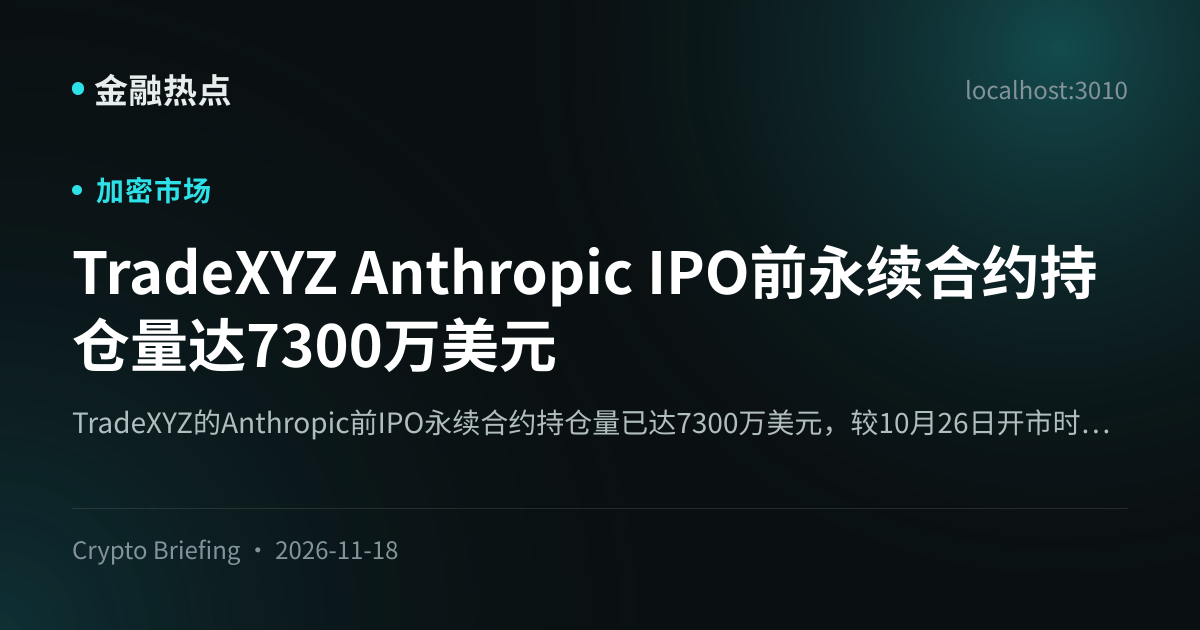 金融热点
localhost:3010
加密市场
TradeXYZ Anthropic IPO前永续合约持
仓量达7300万美元
TradeXYZ的Anthropic前IPO永续合约持仓量已达7300万美元，较10月26日开市时…
Crypto Briefing · 2026-11-18